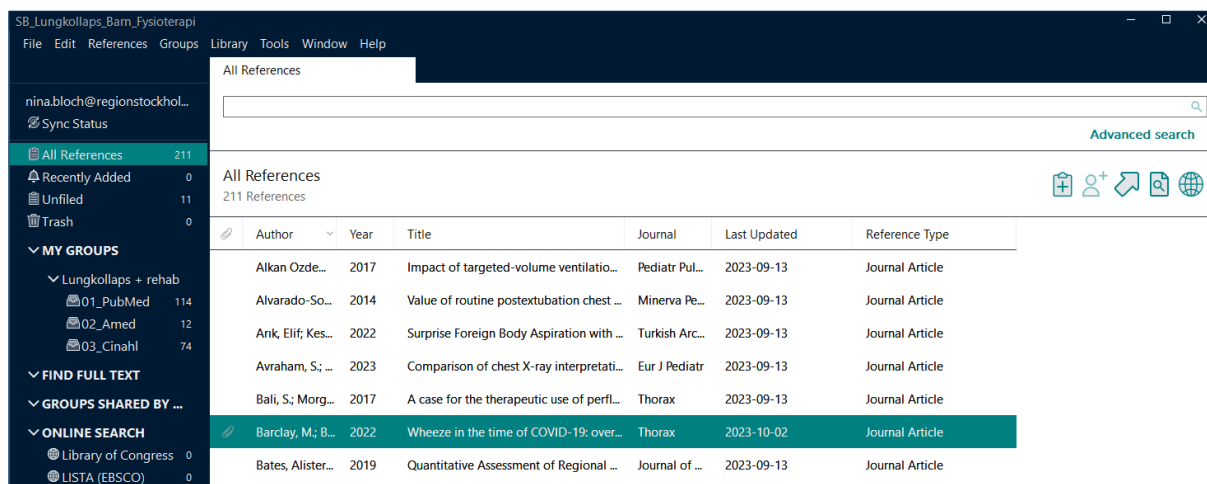 SB_Lungkollaps_Barn_Fysioterapi
File Edit References Groups Library Tools Window Help
All References
nina.bloch@regionstockhol...
Sync Status
Advanced search
All References 211
Recently Added 0
Unfiled 11
Trash 0
MY GROUPS
Lungkollaps + rehab
01_PubMed 114
02_Amed 12
03_Cinahl 74
FIND FULL TEXT
GROUPS SHARED BY ...
ONLINE SEARCH
Library of Congress 0
LISTA (EBSCO) 0
All References
211 References
Author Year Title Journal Last Updated Reference Type
Alkan Ozde... 2017 Impact of targeted-volume ventilatio... Pediatr Pul... 2023-09-13 Journal Article
Alvarado-So... 2014 Value of routine postextubation chest ... Minerva Pe... 2023-09-13 Journal Article
Arık, Elif; Kes... 2022 Surprise Foreign Body Aspiration with ... Turkish Arc... 2023-09-13 Journal Article
Avraham, S.; ... 2023 Comparison of chest X-ray interpretati... Eur J Pediatr 2023-09-13 Journal Article
Bali, S.; Morg... 2017 A case for the therapeutic use of perfl... Thorax 2023-09-13 Journal Article
Barclay, M.; B... 2022 Wheeze in the time of COVID-19: over... Thorax 2023-10-02 Journal Article
Bates, Alister... 2019 Quantitative Assessment of Regional ... Journal of ... 2023-09-13 Journal Article